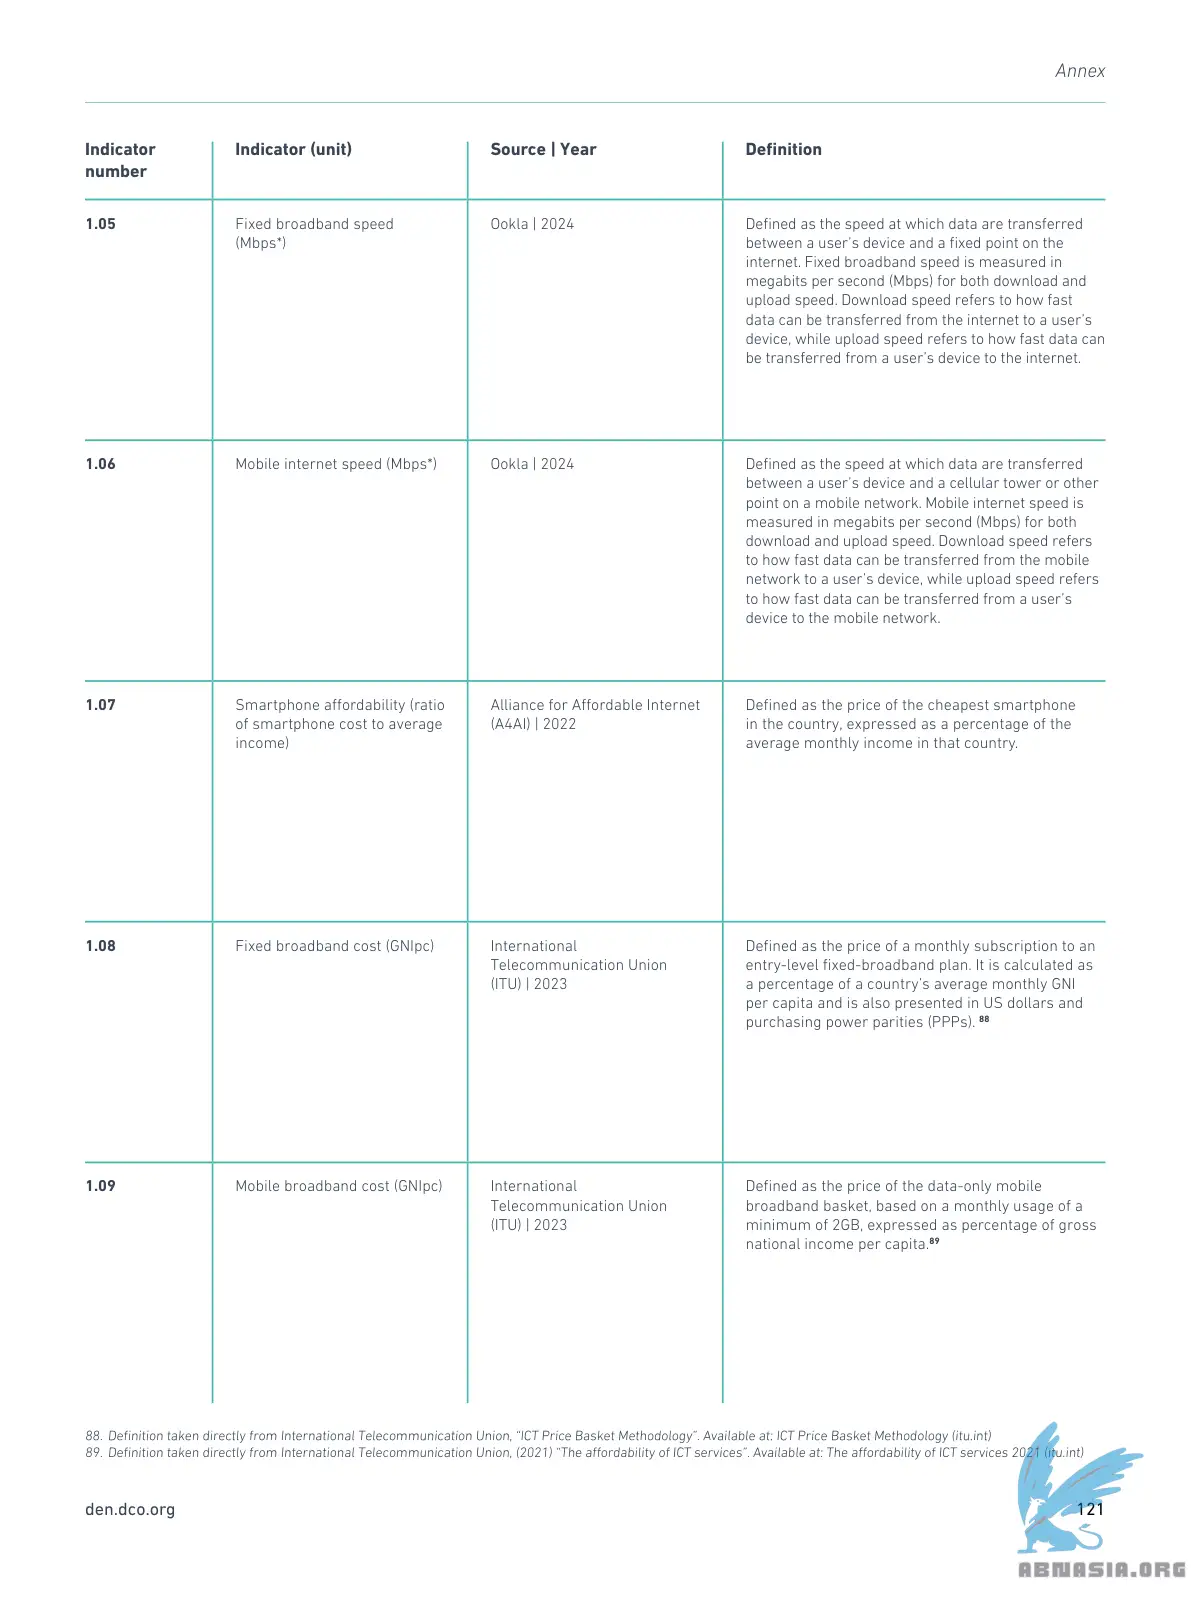 Annex
Indicator
number
Indicator (unit)
Source | Year
Definition
1.05
Fixed broadband speed
(Mbps*)
Ookla | 2024
Defined as the speed at which data are transferred
between a user's device and a fixed point on the
internet. Fixed broadband speed is measured in
megabits per second (Mbps) for both download and
upload speed. Download speed refers to how fast
data can be transferred from the internet to a user's
device, while upload speed refers to how fast data can
be transferred from a user's device to the internet.
1.06
Mobile internet speed (Mbps*)
Ookla | 2024
Defined as the speed at which data are transferred
between a user's device and a cellular tower or other
point on a mobile network. Mobile internet speed is
measured in megabits per second (Mbps) for both
download and upload speed. Download speed refers
to how fast data can be transferred from the mobile
network to a user's device, while upload speed refers
to how fast data can be transferred from a user's
device to the mobile network.
1.07
Smartphone affordability (ratio
of smartphone cost to average
income)
Alliance for Affordable Internet
(A4AI) | 2022
Defined as the price of the cheapest smartphone
in the country, expressed as a percentage of the
average monthly income in that country.
1.08
Fixed broadband cost (GNIpc)
International
Telecommunication Union
(ITU) | 2023
Defined as the price of a monthly subscription to an
entry-level fixed-broadband plan. It is calculated as
a percentage of a country's average monthly GNI
per capita and is also presented in US dollars and
purchasing power parities (PPPs). 88
1.09
Mobile broadband cost (GNIpc)
International
Telecommunication Union
(ITU) | 2023
Defined as the price of the data-only mobile
broadband basket, based on a monthly usage of a
minimum of 2GB, expressed as percentage of gross
national income per capita.89
88. Definition taken directly from International Telecommunication Union, “ICT Price Basket Methodology”. Available at: ICT Price Basket Methodology (itu.int)
89. Definition taken directly from International Telecommunication Union, (2021) “The affordability of ICT services”. Available at: The affordability of ICT services 2021 (itu.int)
den.dco.org
121
ABNASIA.ORG